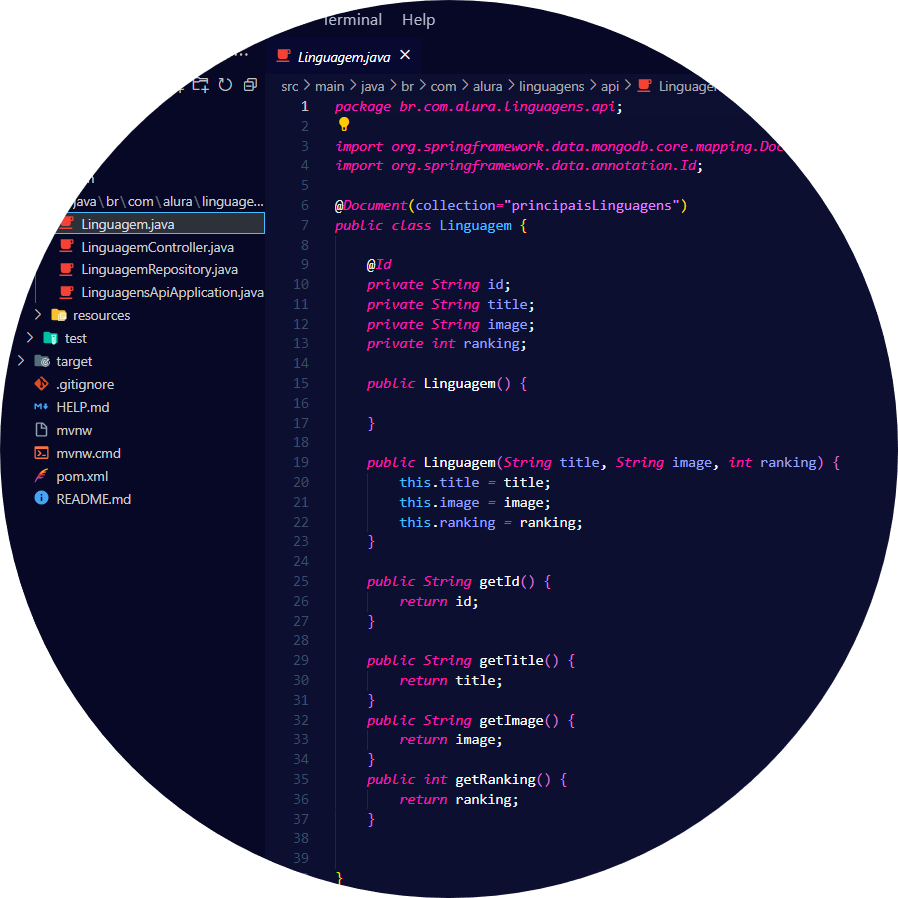 Terminal Help
Linguagem.java
src > main > java > br > com > alura > linguagens > api >
java\br\com\alura\linguage...
Linguagem.java
LinguagemController.java
LinguagemRepository.java
LinguagensApiApplication.java
resources
test
target
.gitignore
HELP.md
mvnw
mvnw.cmd
pom.xml
README.md
1 package br.com.alura.linguagens.api;
2
3 import org.springframework.data.mongodb.core.mapping.
4 import org.springframework.data.annotation.Id;
5
6 @Document(collection="principaisLinguagens")
7 public class Linguagem {
8
9 @Id
10 private String id;
11 private String title;
12 private String image;
13 private int ranking;
14
15 public Linguagem() {
16
17 }
18
19 public Linguagem(String title, String image, int ranking) {
20 this.title = title;
21 this.image = image;
22 this.ranking = ranking;
23 }
24
25 public String getId() {
26 return id;
27 }
28
29 public String getTitle() {
30 return title;
31 }
32 public String getImage() {
33 return image;
34 }
35 public int getRanking() {
36 return ranking;
37 }
38
39
}